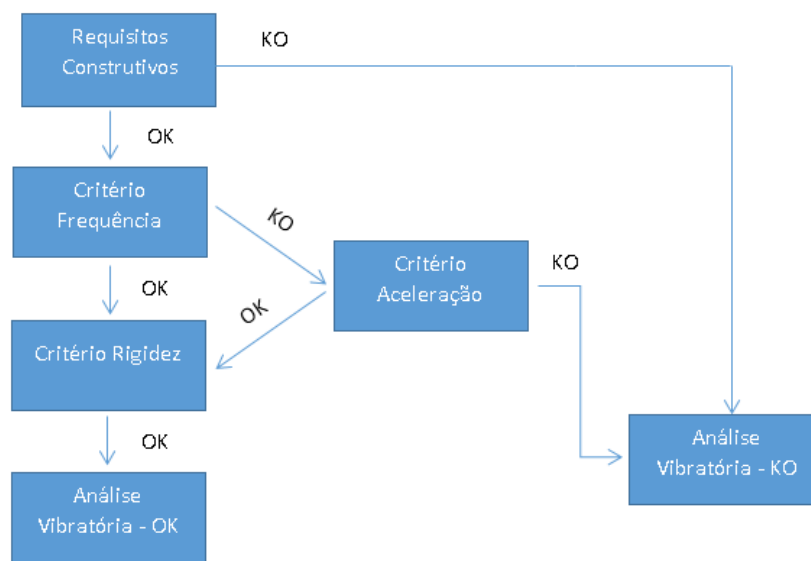 Requisitos
Construtivos
KO
OK
Critério
Frequência
KO
Critério
Aceleração
KO
OK
OK
Critério Rigidez
OK
Análise
Vibratória - OK
Análise
Vibratória - KO